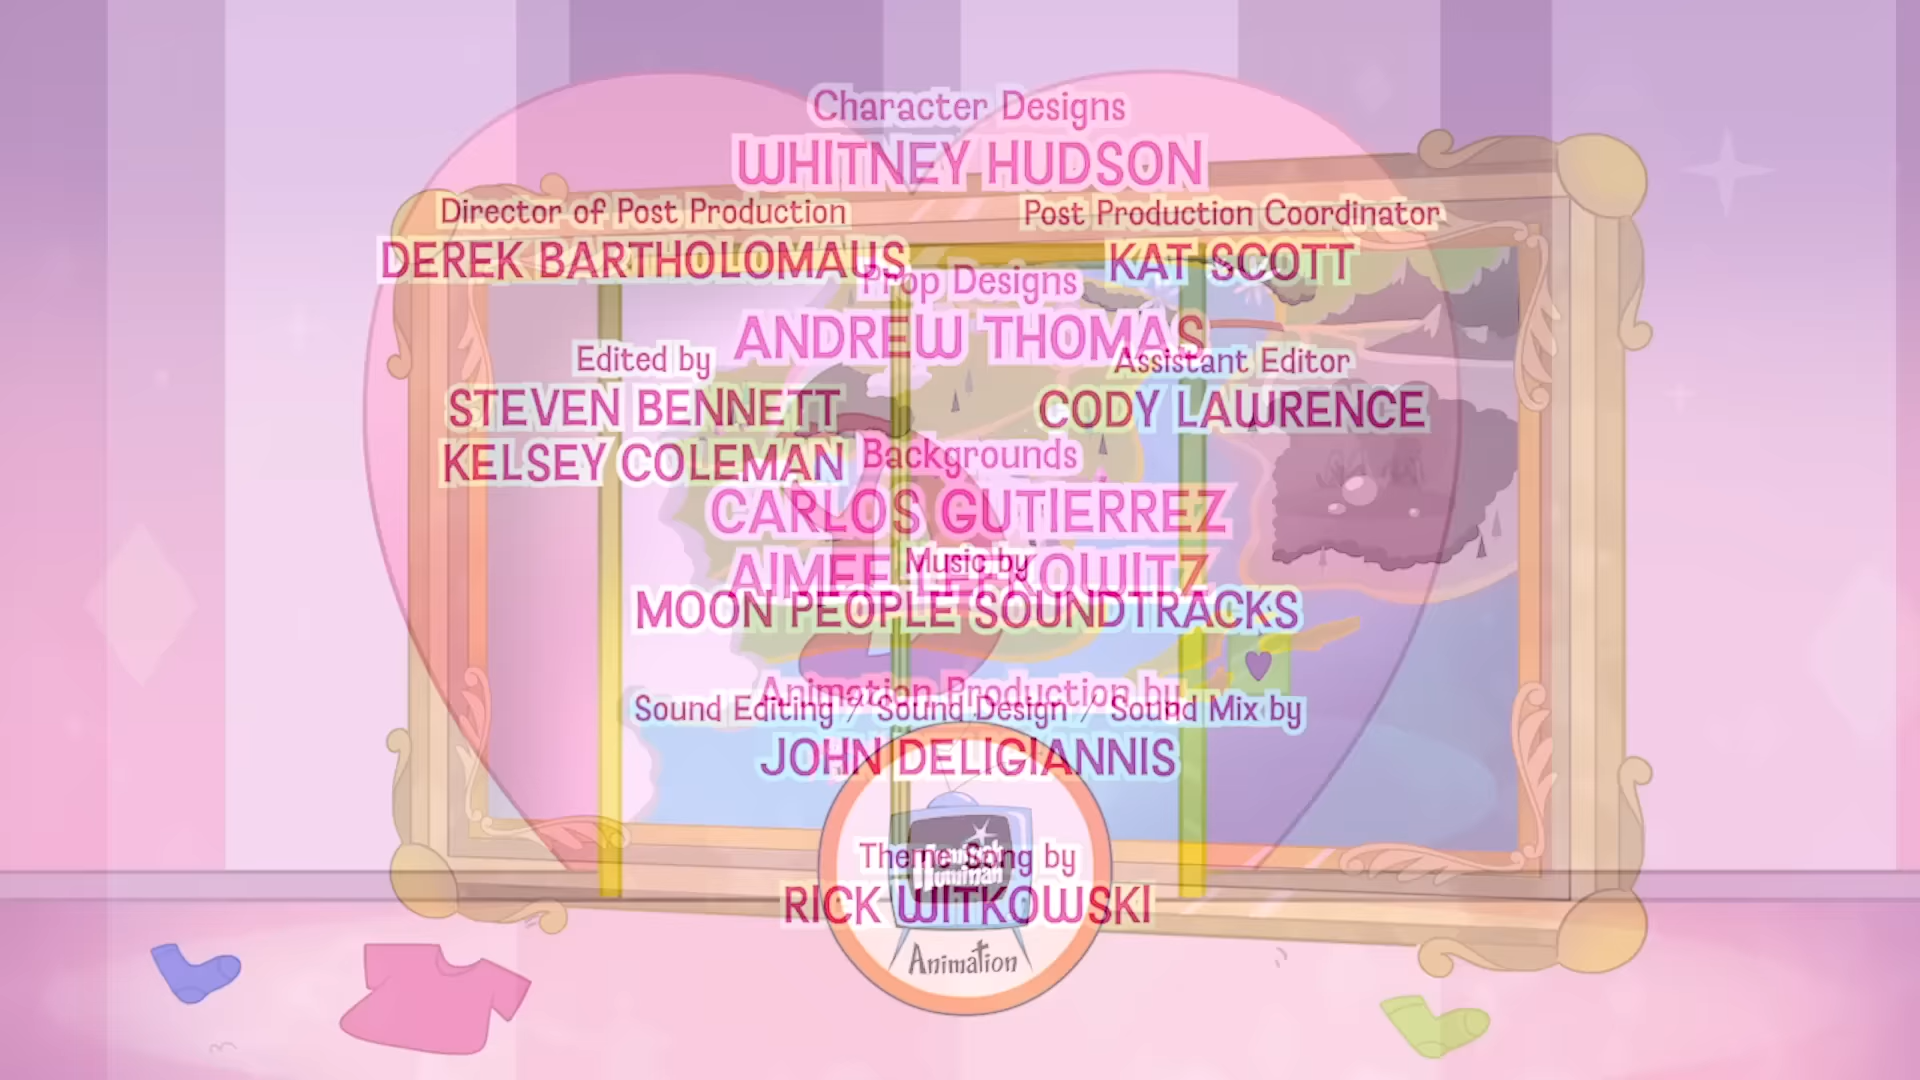 Character Designs
WHITNEY HUDSON
Director of Post Production
DEREK BARTHOLOMAUS
Post Production Coordinator
KAT SCOTT
Prop Designs
ANDREW THOMAS
Edited by
STEVEN BENNETT
KELSEY COLEMAN
Assistant Editor
CODY LAWRENCE
Backgrounds
CARLOS GUTIERREZ
AIMEE
Music by
MOON PEOPLE SOUNDTRACKS
Animation Production by
Sound Editing / Sound Design / Sound Mix by
JOHN DELIGIANNIS
Theme Song by
RICK WITKOWSKI
Animation